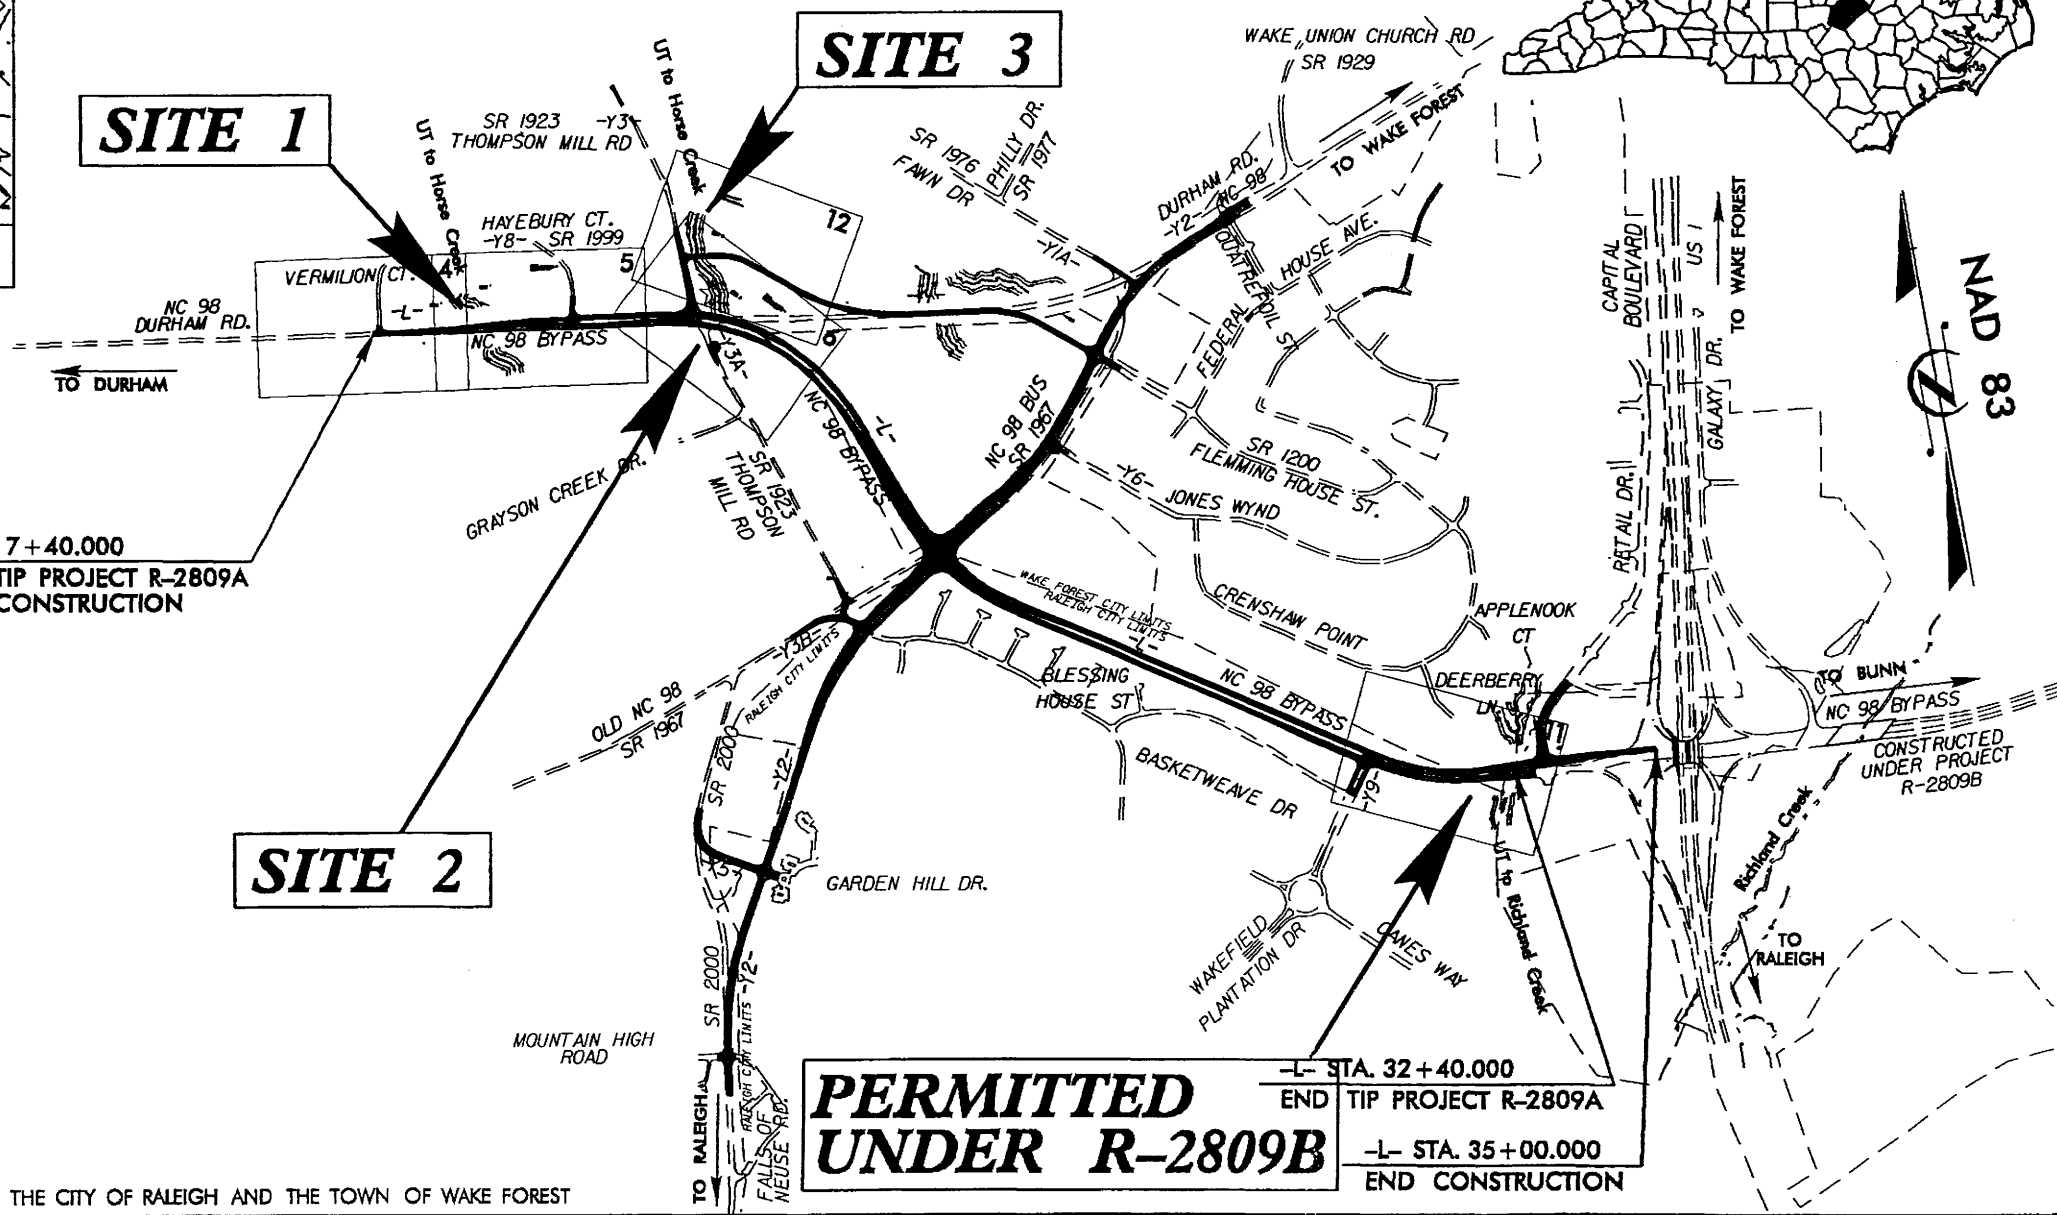 SITE 3
WAKE UNION CHURCH RD
SR 1929
SITE 1
SR 1923 -Y3-
THOMPSON MILL RD
UT to Horse Creek
UT to Horse Creek
SR 1976
FAWN DR
PHILLY DR.
SR 1977
DURHAM RD.
-Y2- NC 98
TO WAKE FOREST
HAYEBURY CT.
-Y8- SR 1999
12
5
4
VERMILION CT.
-L-
NC 98
DURHAM RD.
NC 98 BYPASS
TO DURHAM
6
-Y3A-
-Y1A-
QUATREFOIL ST
FEDERAL HOUSE AVE.
CAPITAL
BOULEVARD
US 1
TO WAKE FOREST
GALAXY DR.
RETAIL DR.
NAD 83
NC 98 BYPASS
-L-
NC 98 BUS
SR 1967
SR 1200
FLEMMING HOUSE ST.
-Y6- JONES WYND
GRAYSON CREEK DR.
SR 1923
THOMPSON
MILL RD
7+40.000
TIP PROJECT R-2809A
CONSTRUCTION
WAKE FOREST CITY LIMITS
RALEIGH CITY LIMITS
-L-
CRENSHAW POINT
APPLENOOK
CT
DEERBERRY
LN.
-Y3B-
RALEIGH CITY LIMITS
OLD NC 98
SR 1967
BLESSING
HOUSE ST
NC 98 BYPASS
TO BUNN
NC 98 BYPASS
CONSTRUCTED
UNDER PROJECT
R-2809B
SR 2000
-Y2-
BASKETWEAVE DR
-Y9-
SITE 2
GARDEN HILL DR.
UT to Richland Creek
Richland Creek
WAKEFIELD
PLANTATION DR
CANES WAY
TO
RALEIGH
SR 2000
-Y2-
RALEIGH CITY LIMITS
MOUNTAIN HIGH
ROAD
TO RALEIGH
FALLS OF
NEUSE RD.
PERMITTED
UNDER R-2809B
-L- STA. 32+40.000
END TIP PROJECT R-2809A
-L- STA. 35+00.000
END CONSTRUCTION
THE CITY OF RALEIGH AND THE TOWN OF WAKE FOREST